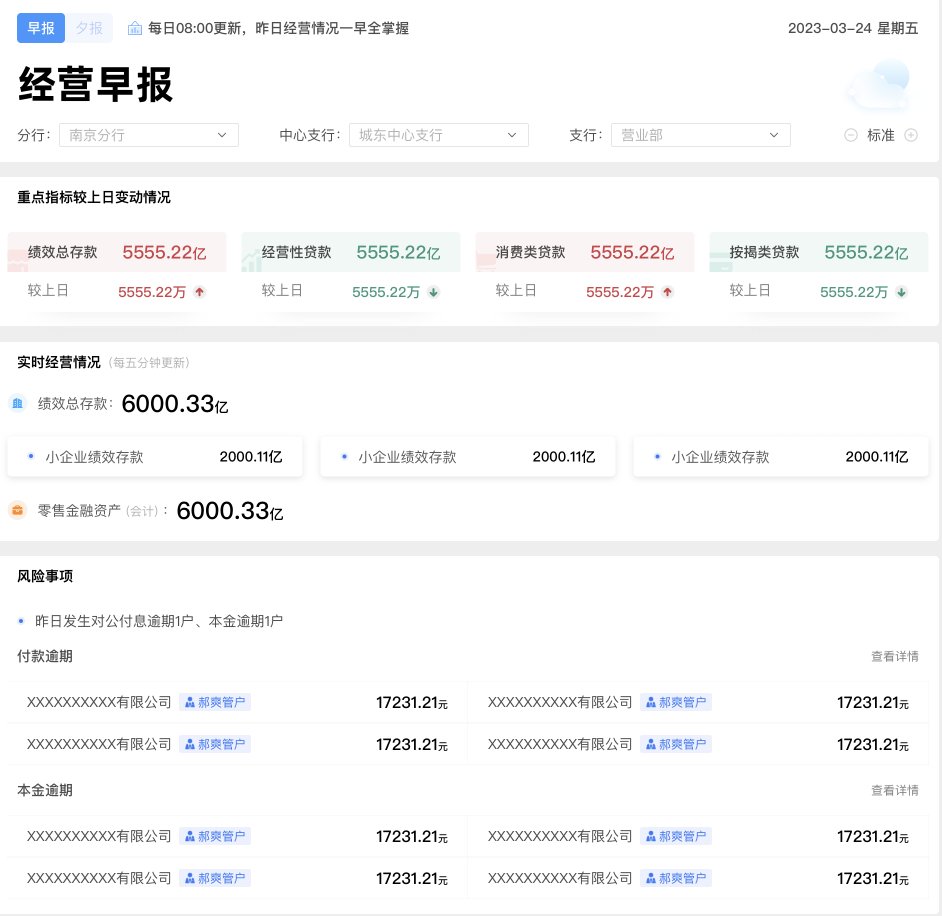 早报 夕报 每日08:00更新，昨日经营情况一早全掌握 2023-03-24 星期五
经营早报
分行： 南京分行 中心支行： 城东中心支行 支行： 营业部 标准
重点指标较上日变动情况
绩效总存款 5555.22亿 经营性贷款 5555.22亿 消费类贷款 5555.22亿 按揭类贷款 5555.22亿
较上日 5555.22万 较上日 5555.22万 较上日 5555.22万 较上日 5555.22万
实时经营情况（每五分钟更新）
绩效总存款： 6000.33亿
小企业绩效存款 2000.11亿 小企业绩效存款 2000.11亿 小企业绩效存款 2000.11亿
零售金融资产（会计）： 6000.33亿
风险事项
昨日发生对公付息逾期1户、本金逾期1户
付款逾期 查看详情
XXXXXXXXXX有限公司 郝爽管户 17231.21元 XXXXXXXXXX有限公司 郝爽管户 17231.21元
XXXXXXXXXX有限公司 郝爽管户 17231.21元 XXXXXXXXXX有限公司 郝爽管户 17231.21元
本金逾期 查看详情
XXXXXXXXXX有限公司 郝爽管户 17231.21元 XXXXXXXXXX有限公司 郝爽管户 17231.21元
XXXXXXXXXX有限公司 郝爽管户 17231.21元 XXXXXXXXXX有限公司 郝爽管户 17231.21元